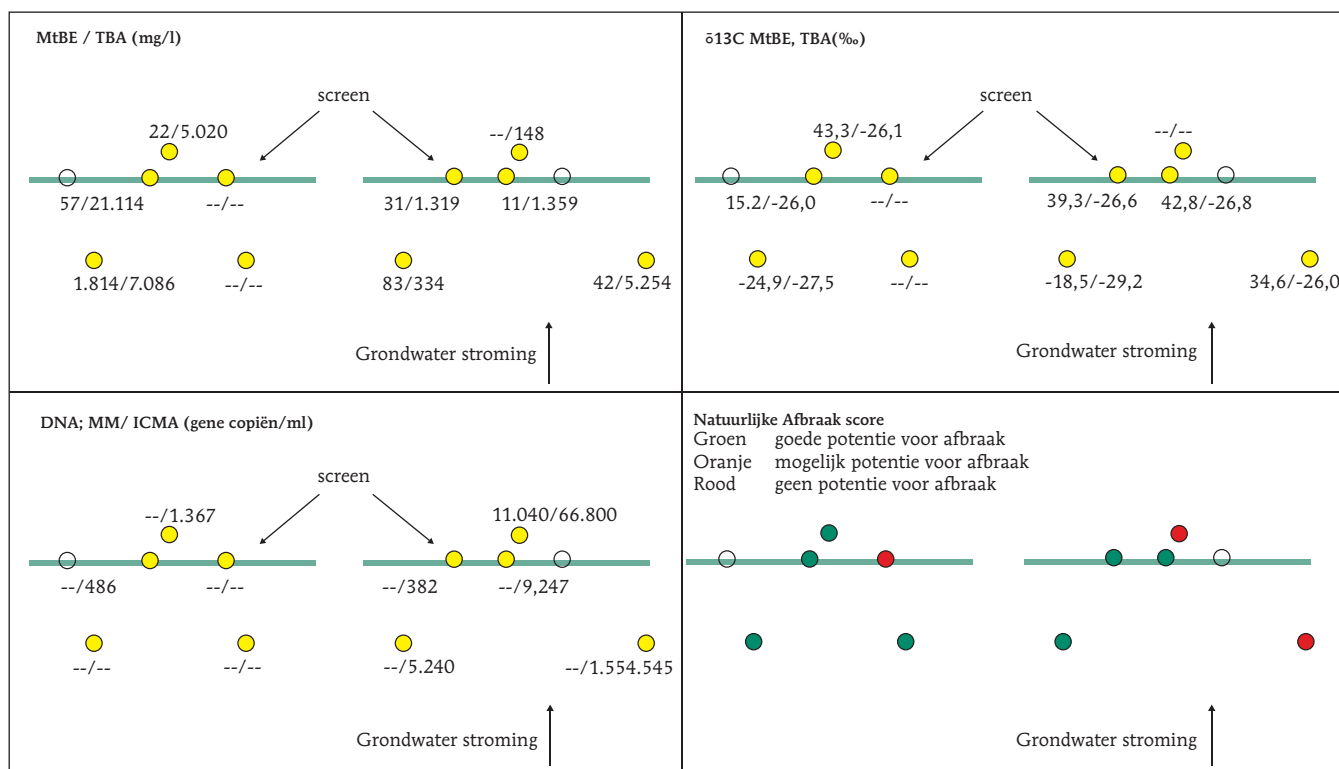 MtBE / TBA (mg/l)
screen
22/5.020
--/148
57/21.114
--/--
31/1.319
11/1.359
1.814/7.086
--/--
83/334
42/5.254
Grondwater stroming
δ13C MtBE, TBA(‰)
screen
43,3/-26,1
--/--
15.2/-26,0
--/--
39,3/-26,6
42,8/-26,8
-24,9/-27,5
--/--
-18,5/-29,2
34,6/-26,0
Grondwater stroming
DNA; MM/ ICMA (gene copiën/ml)
screen
--/1.367
11.040/66.800
--/486
--/--
--/382
--/9,247
--/--
--/--
--/5.240
--/1.554.545
Grondwater stroming
Natuurlijke Afbraak score
Groen goede potentie voor afbraak
Oranje mogelijk potentie voor afbraak
Rood geen potentie voor afbraak
Grondwater stroming